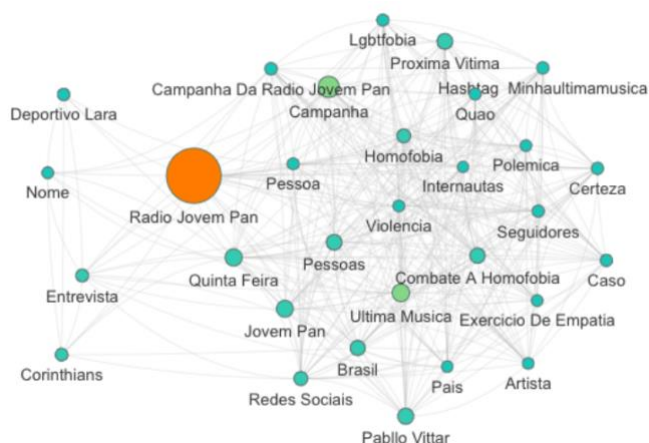 Lgbtfobia
Proxima Vitima
Campanha Da Radio Jovem Pan
Hashtag
Minhaultimamusica
Deportivo Lara
Campanha
Quao
Homofobia
Polemica
Nome
Pessoa
Internautas
Certeza
Radio Jovem Pan
Violencia
Seguidores
Quinta Feira
Pessoas
Combate A Homofobia
Caso
Entrevista
Ultima Musica
Exercicio De Empatia
Jovem Pan
Corinthians
Brasil
Pais
Artista
Redes Sociais
Pabllo Vittar